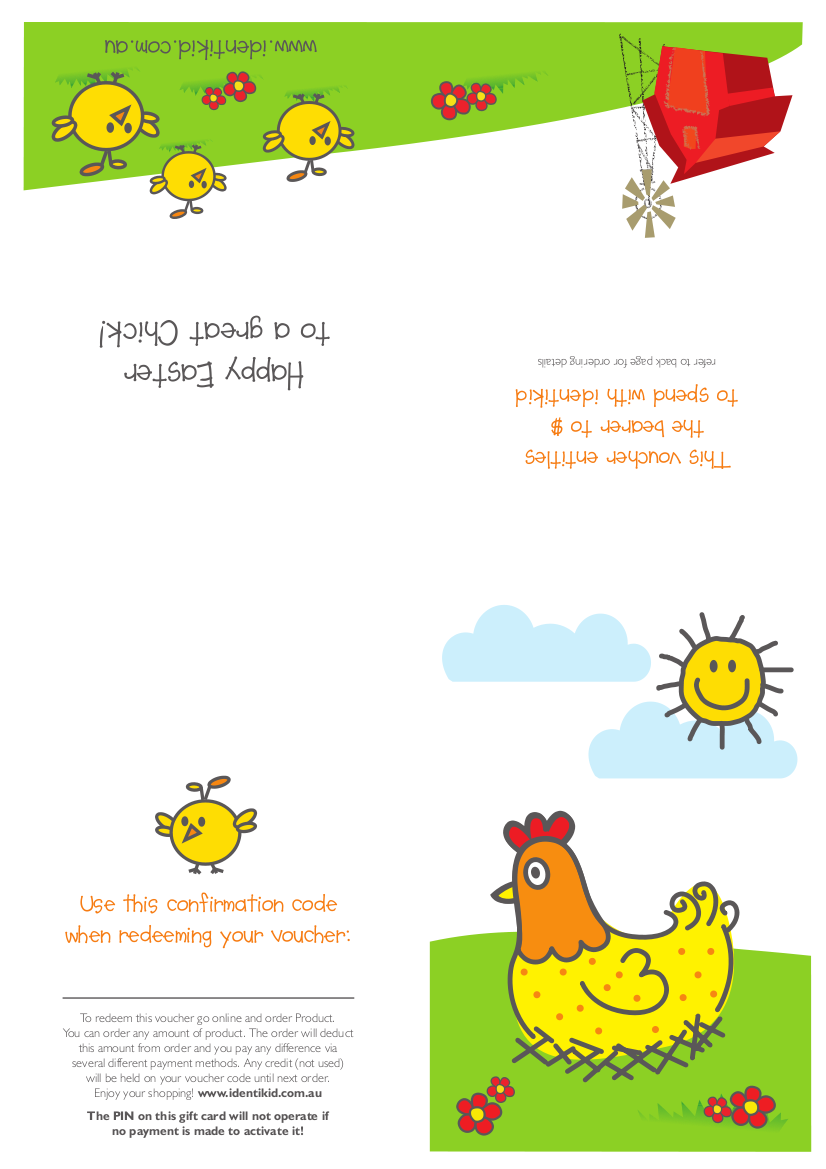 www.identikid.com.au
Happy Easter
to a great Chick!
This voucher entitles
the bearer to $
to spend with identikid
refer to back page for ordering details
Use this confirmation code
when redeeming your voucher:
To redeem this voucher go online and order Product.
You can order any amount of product. The order will deduct
this amount from order and you pay any difference via
several different payment methods. Any credit (not used)
will be held on your voucher code until next order.
Enjoy your shopping! www.identikid.com.au
The PIN on this gift card will not operate if
no payment is made to activate it!